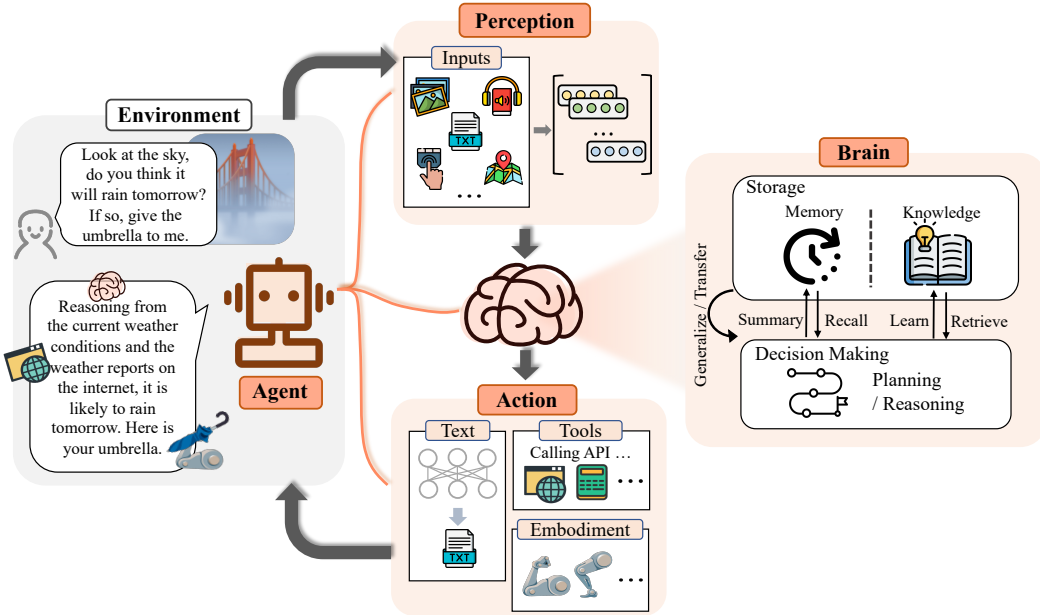 Perception
Inputs
TXT
...
...
Environment
Look at the sky,
do you think it
will rain tomorrow?
If so, give the
umbrella to me.
Reasoning from
the current weather
conditions and the
weather reports on
the internet, it is
likely to rain
tomorrow. Here is
your umbrella.
Agent
Action
Text
TXT
Tools
Calling API …
...
Embodiment
...
Brain
Storage
Memory
Knowledge
Generalize / Transfer
Summary
Recall
Learn
Retrieve
Decision Making
Planning
/ Reasoning